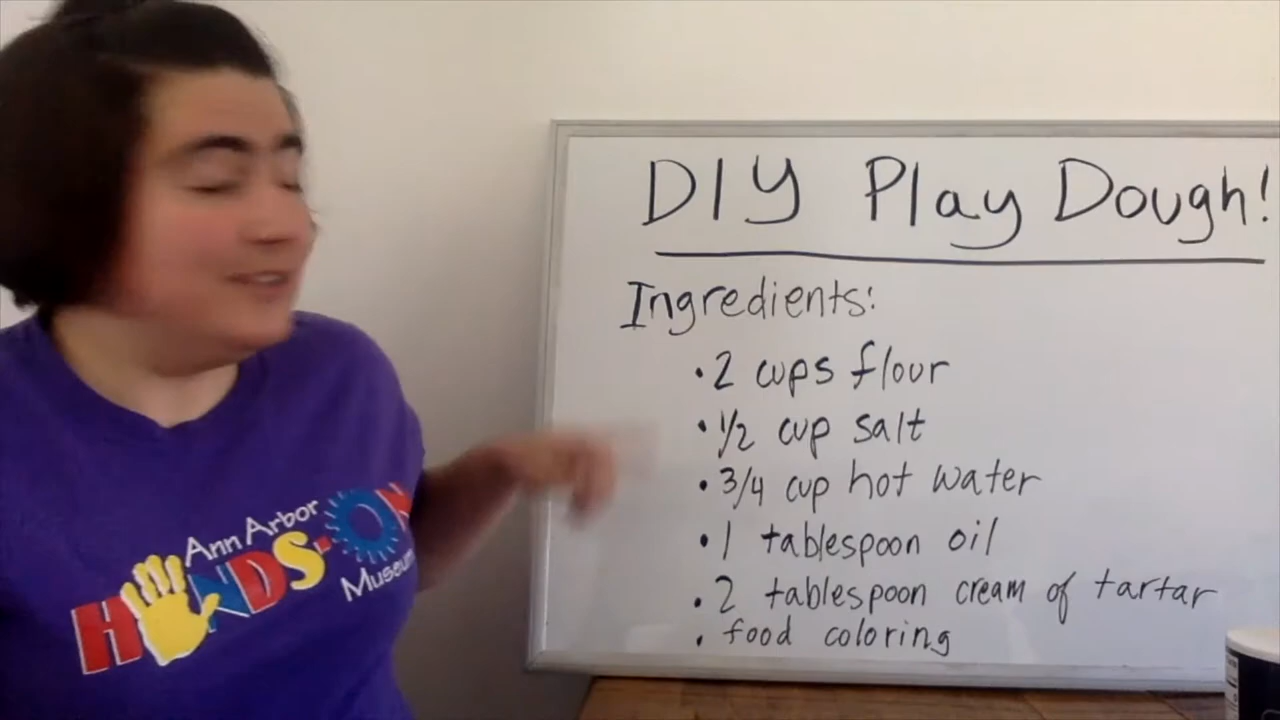 DIY Play Dough!
Ingredients:
• 2 cups flour
• 1/2 cup salt
• 3/4 cup hot water
• 1 tablespoon oil
• 2 tablespoon cream of tartar
• food coloring
Ann Arbor
HANDS-ON
Museum